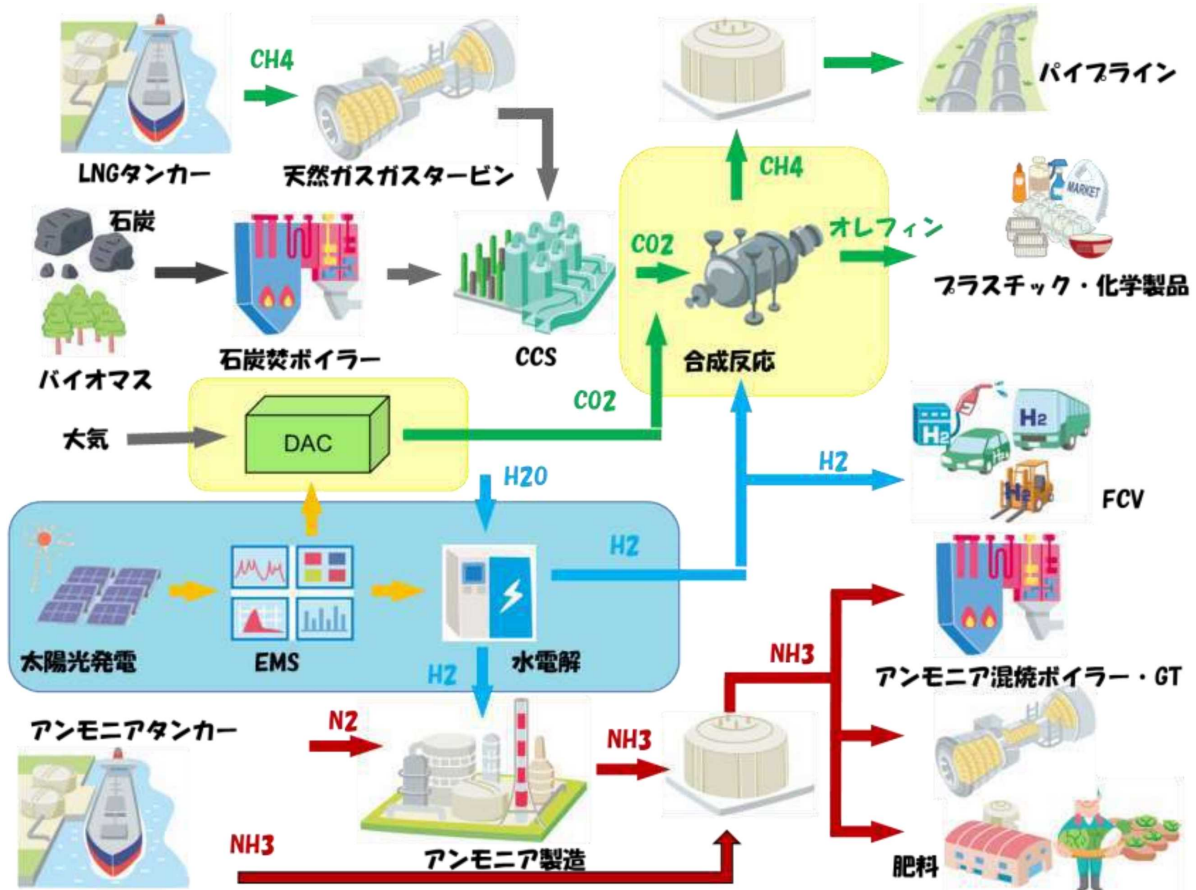 CH4
LNGタンカー
天然ガスガスタービン
パイプライン
CH4
石炭
バイオマス
石炭焚ボイラー
CCS
CO2
合成反応
オレフィン
MARKET
プラスチック・化学製品
大気
DAC
CO2
H2O
H2
H2
H2
H2
H2
H2
FCV
太陽光発電
EMS
水電解
H2
NH3
アンモニア混焼ボイラー・GT
アンモニアタンカー
N2
アンモニア製造
NH3
NH3
肥料